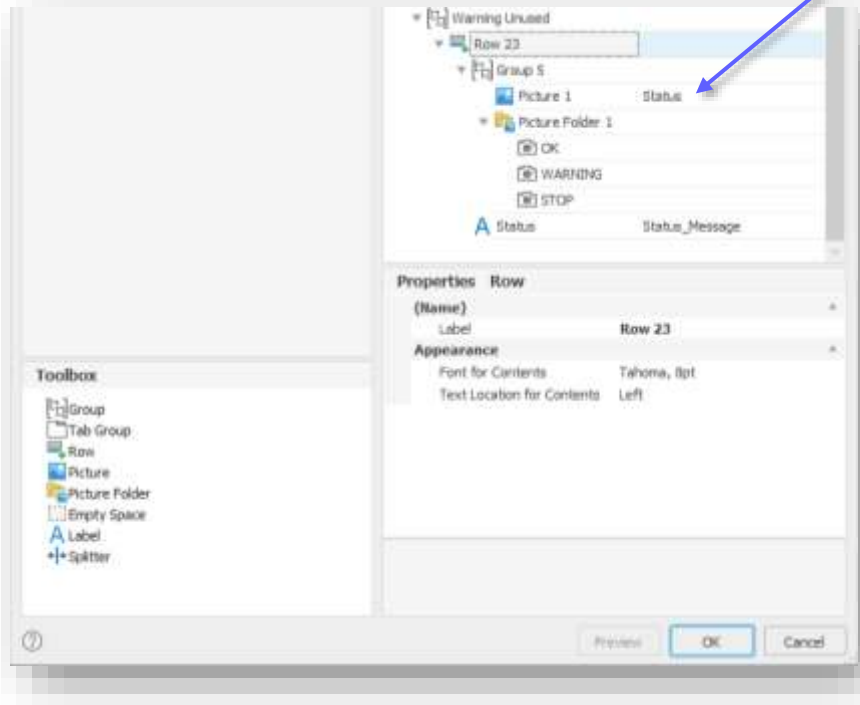 Warning Unused
Row 23
Group 5
Picture 1 Status
Picture Folder 1
OK
WARNING
STOP
Status Status_Message
Properties Row
(Name)
Label Row 23
Appearance
Font for Contents Tahoma, 8pt
Text Location for Contents Left
Toolbox
Group
Tab Group
Row
Picture
Picture Folder
Empty Space
A Label
Splitter
Preview OK Cancel